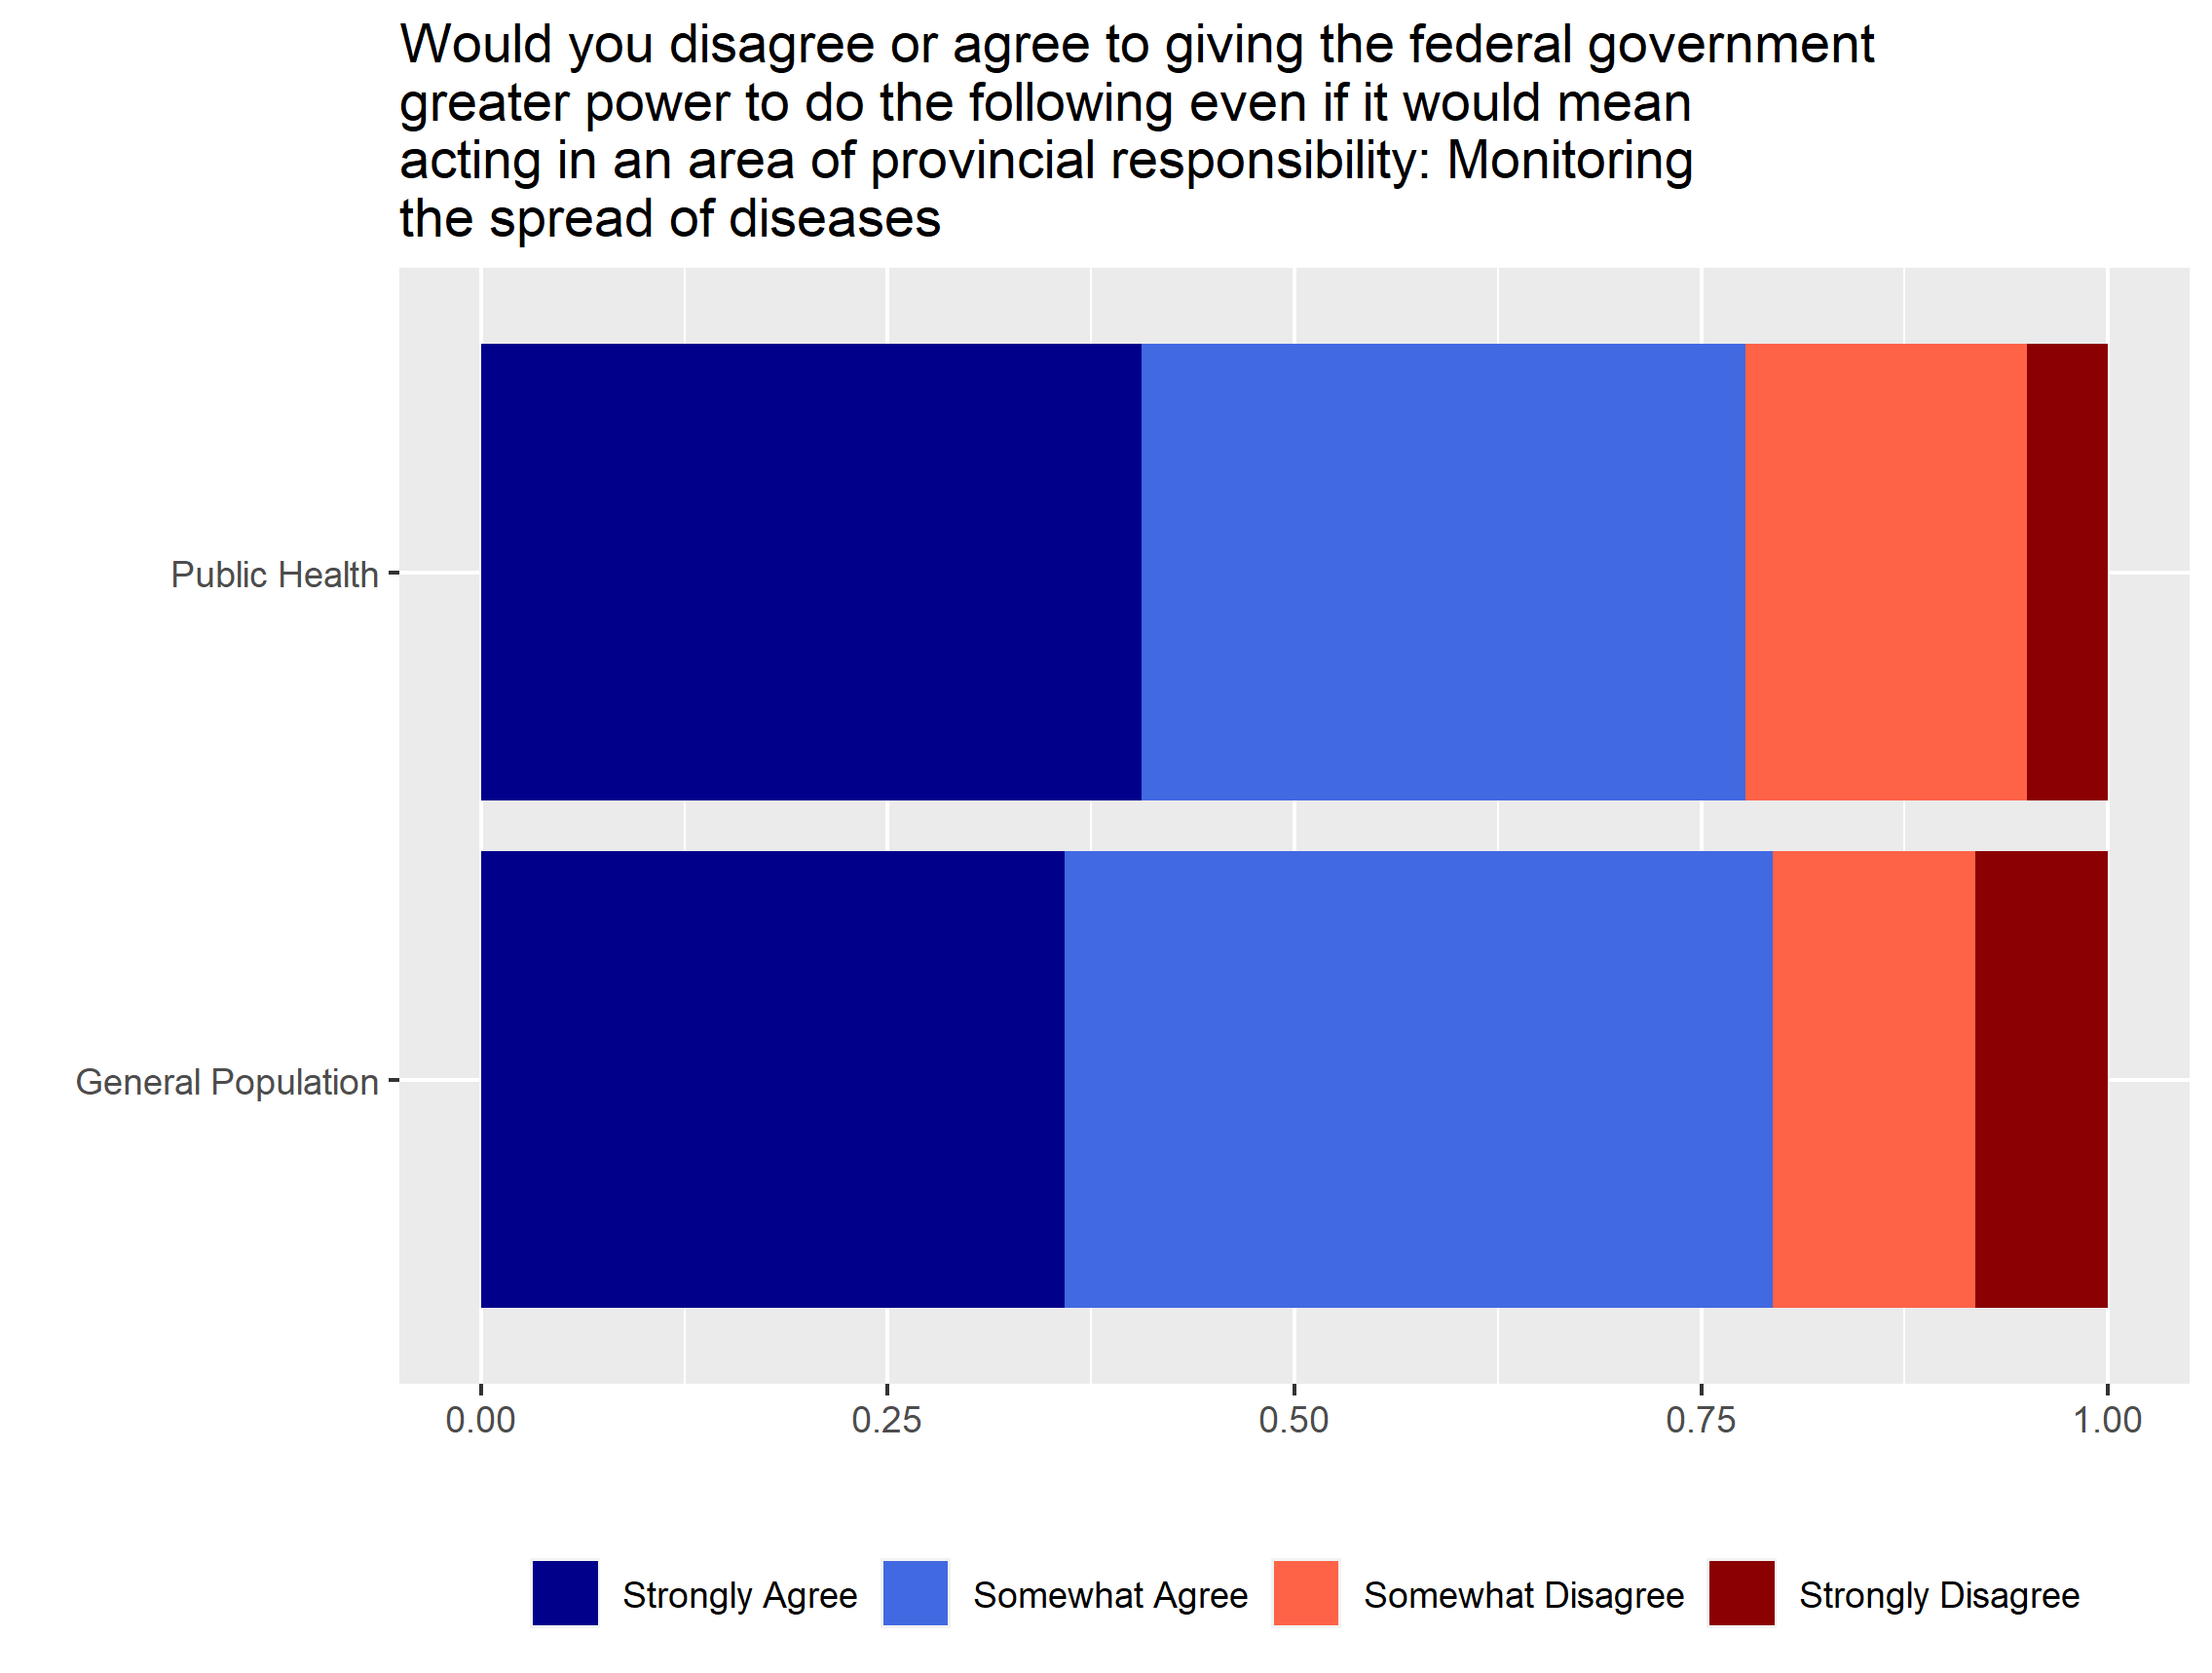 Would you disagree or agree to giving the federal government
greater power to do the following even if it would mean
acting in an area of provincial responsibility: Monitoring
the spread of diseases
Public Health
General Population
0.00 0.25 0.50 0.75 1.00
Strongly Agree Somewhat Agree Somewhat Disagree Strongly Disagree